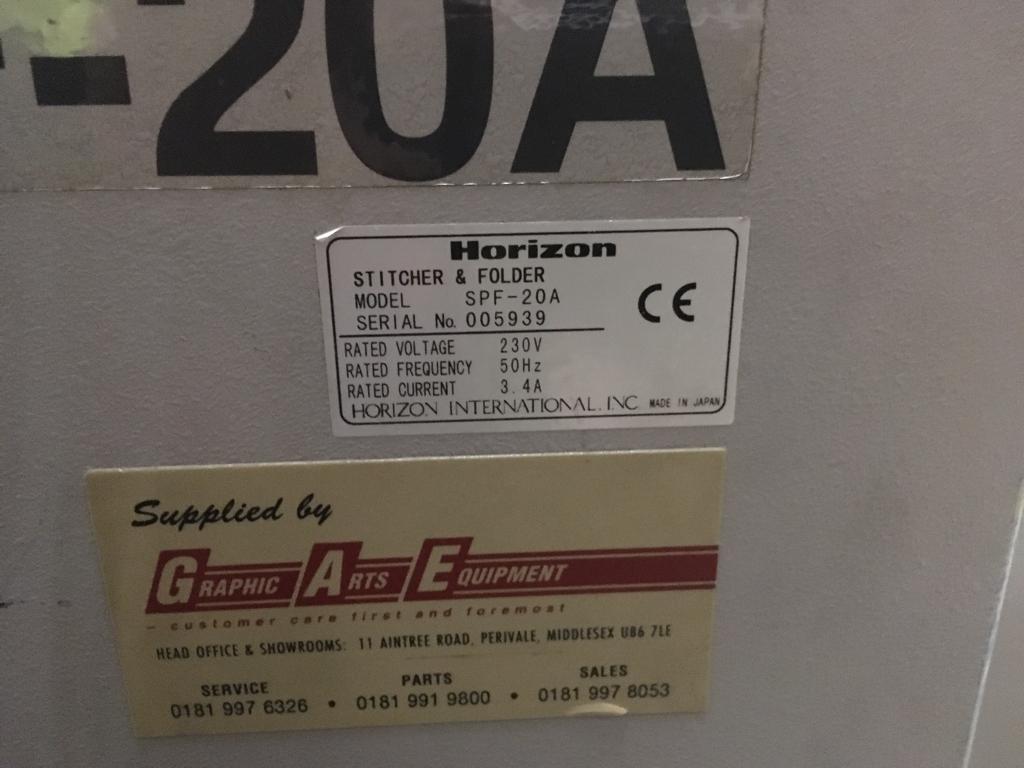 -20A
Horizon
STITCHER & FOLDER
MODEL SPF-20A
SERIAL No. 005939
RATED VOLTAGE 230V
RATED FREQUENCY 50Hz
RATED CURRENT 3.4A
HORIZON INTERNATIONAL. INC MADE IN JAPAN
CE
Supplied by
GRAPHIC ARTS EQUIPMENT
- customer care first and foremost
HEAD OFFICE & SHOWROOMS: 11 AINTREE ROAD, PERIVALE, MIDDLESEX UB6 7LE
SERVICE PARTS SALES
0181 997 6326 • 0181 991 9800 • 0181 997 8053